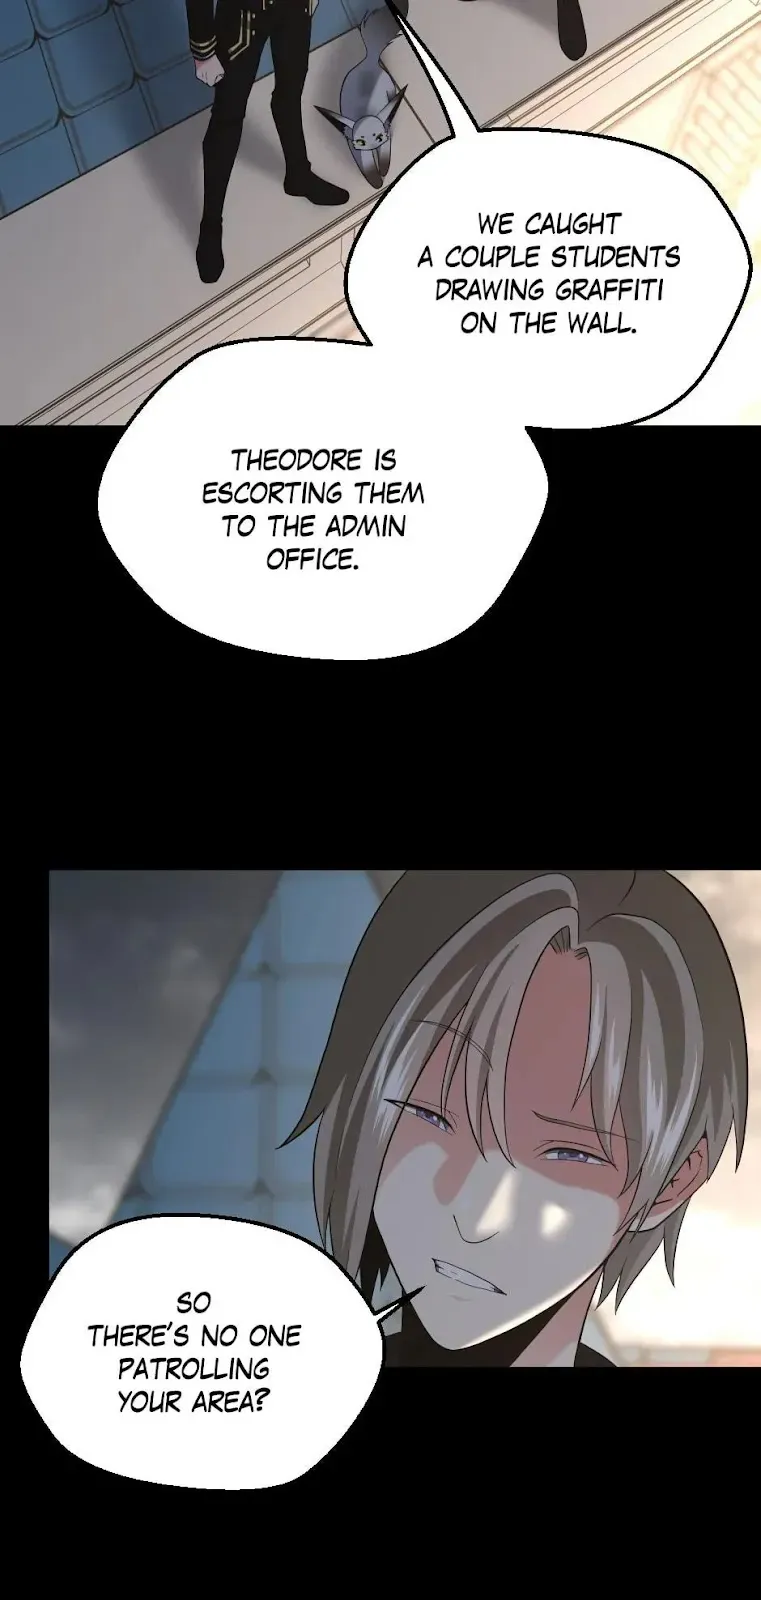 WE CAUGHT
A COUPLE STUDENTS
DRAWING GRAFFITI
ON THE WALL.
THEODORE IS
ESCORTING THEM
TO THE ADMIN
OFFICE.
SO
THERE'S NO ONE
PATROLLING
YOUR AREA?